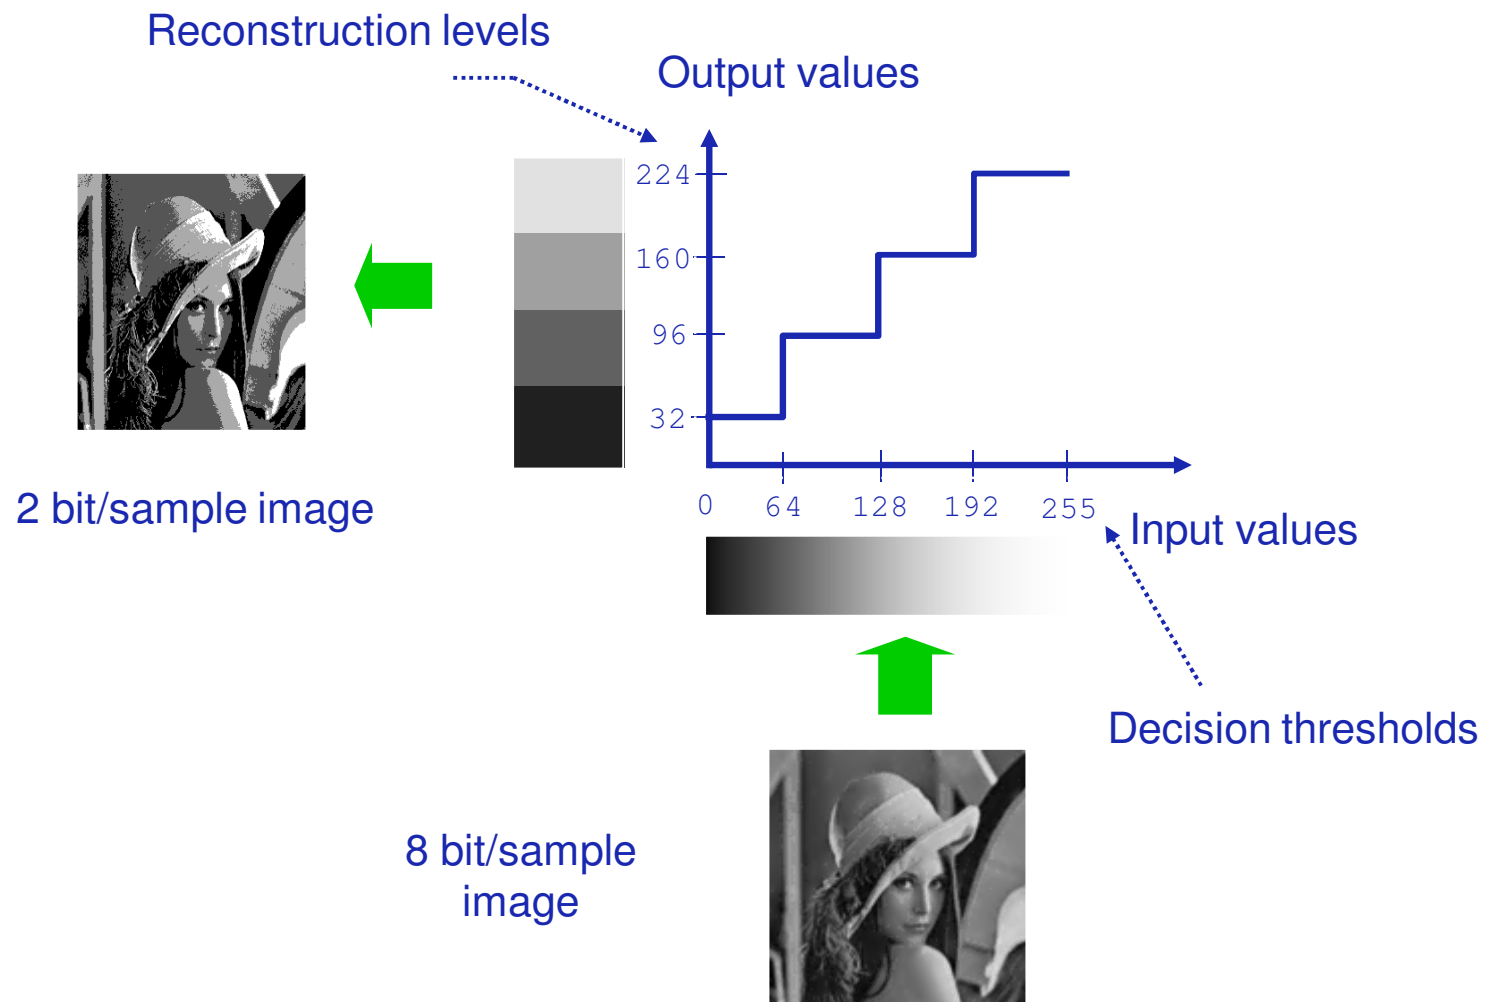 Reconstruction levels
Output values
224
160
96
32
0 64 128 192 255
Input values
2 bit/sample image
Decision thresholds
8 bit/sample
image